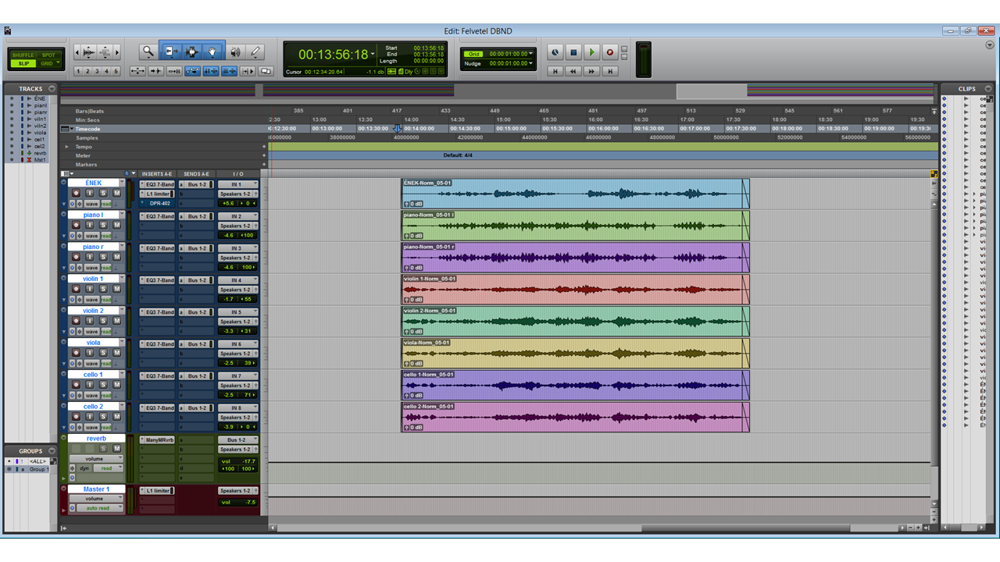 Edit: Felvetel DBND
SHUFFLE SPOT
SLIP GRID
1 2 3 4 5
00:13:56:18
Start 00:13:56:18
End 00:13:56:18
Length 00:00:00:00
Cursor 00:12:34:20.64 -1.1 db Dly
Grid 00:00:01:00.00
Nudge 00:00:01:00.00
TRACKS
CLIPS
ÉNE
pianl
pianr
viln1
viln2
viola
cel1
cel2
revrb
Mst1
Bars|Beats 385 401 417 433 449 465 481 497 513 529 545 561 577
Min:Secs 2:30 13:00 13:30 14:00 14:30 15:00 15:30 16:00 16:30 17:00 17:30 18:00 18:30 19:00 19:30
Timecode 00:13:00:00 00:13:30:00 00:14:00:00 00:14:30:00 00:15:00:00 00:15:30:00 00:16:00:00 00:16:30:00 00:17:00:00 00:17:30:00 00:18:00:00 00:18:30:00 00:19:00:00
Samples 38000000 40000000 42000000 44000000 46000000 48000000 50000000 52000000 54000000 56000000
Tempo
Meter Default: 4/4
Markers
INSERTS A-E SENDS A-E I / O
ÉNEK EQ3 7-Band a Bus 1-2 IN 1 ÉNEK-Norm_05-01
I S M L1 limiter b Speakers 1-2
wave read DPR-402 c +5.6 0 0 dB
piano l EQ3 7-Band a Bus 1-2 IN 2 piano-Norm_05-01 l
I S M b Speakers 1-2
wave read c -4.6 100 0 dB
piano r EQ3 7-Band a Bus 1-2 IN 3 piano-Norm_05-01 r
I S M b Speakers 1-2
wave read c -4.6 100 0 dB
violin 1 EQ3 7-Band a Bus 1-2 IN 4 violin 1-Norm_05-01
I S M b Speakers 1-2
wave read c -1.7 55 0 dB
violin 2 EQ3 7-Band a Bus 1-2 IN 5 violin 2-Norm_05-01
I S M b Speakers 1-2
wave read c -3.3 31 0 dB
viola EQ3 7-Band a Bus 1-2 IN 6 viola-Norm_05-01
I S M b Speakers 1-2
wave read c -2.5 39 0 dB
cello 1 EQ3 7-Band a Bus 1-2 IN 7 cello 1-Norm_05-01
I S M b Speakers 1-2
wave read c -2.5 71 0 dB
cello 2 EQ3 7-Band a Bus 1-2 IN 8 cello 2-Norm_05-01
I S M b Speakers 1-2
wave read c -3.9 0 0 dB
reverb ManyMRvrb a Bus 1-2
S M b Speakers 1-2
volume c vol -17.7
dyn read d 100 100
e
Master 1 L1 limiter Speakers 1-2
volume vol -7.5
auto read
GROUPS
! <ALL>
a Group 1